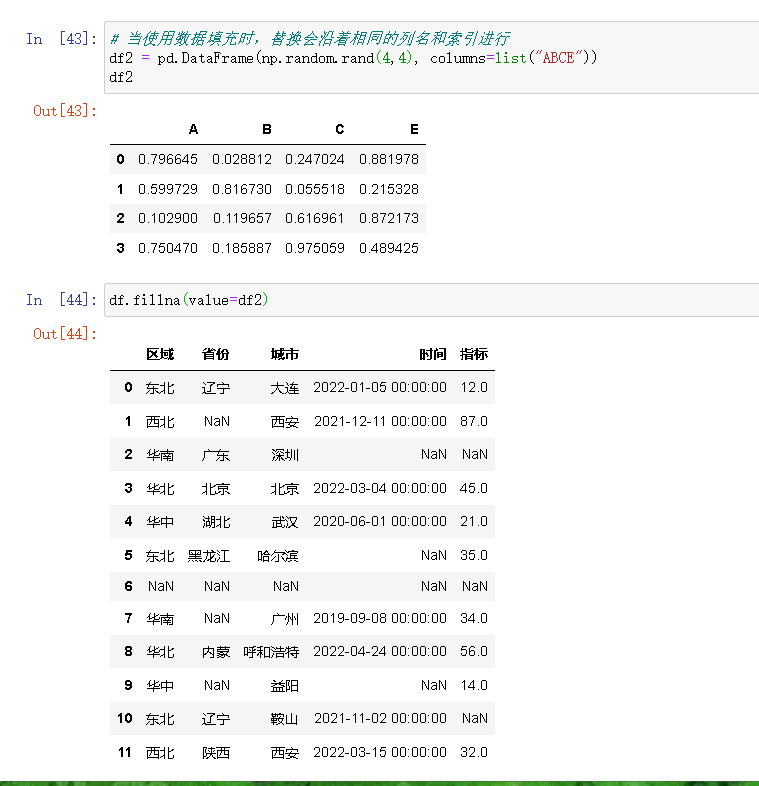 In [43]: # 当使用数据填充时，替换会沿着相同的列名和索引进行
df2 = pd.DataFrame(np.random.rand(4,4), columns=list("ABCE"))
df2
Out[43]:
A B C E
0 0.796645 0.028812 0.247024 0.881978
1 0.599729 0.816730 0.055518 0.215328
2 0.102900 0.119657 0.616961 0.872173
3 0.750470 0.185887 0.975059 0.489425
In [44]: df.fillna(value=df2)
Out[44]:
区域 省份 城市 时间 指标
0 东北 辽宁 大连 2022-01-05 00:00:00 12.0
1 西北 NaN 西安 2021-12-11 00:00:00 87.0
2 华南 广东 深圳 NaN NaN
3 华北 北京 北京 2022-03-04 00:00:00 45.0
4 华中 湖北 武汉 2020-06-01 00:00:00 21.0
5 东北 黑龙江 哈尔滨 NaN 35.0
6 NaN NaN NaN NaN NaN
7 华南 NaN 广州 2019-09-08 00:00:00 34.0
8 华北 内蒙 呼和浩特 2022-04-24 00:00:00 56.0
9 华中 NaN 益阳 NaN 14.0
10 东北 辽宁 鞍山 2021-11-02 00:00:00 NaN
11 西北 陕西 西安 2022-03-15 00:00:00 32.0